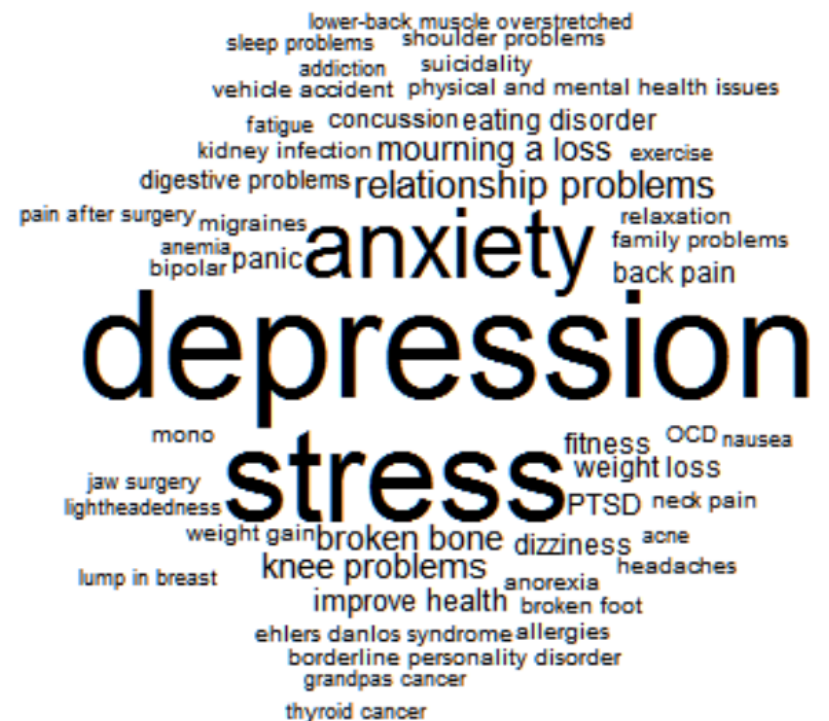 lower-back muscle overstretched
sleep problems shoulder problems
addiction suicidality
vehicle accident physical and mental health issues
fatigue concussion eating disorder
kidney infection mourning a loss exercise
digestive problems relationship problems
pain after surgery migraines relaxation
anemia anxiety family problems
bipolar panic back pain
depression
mono fitness OCD nausea
jaw surgery stress weight loss
lightheadedness PTSD neck pain
weight gain broken bone dizziness acne
lump in breast knee problems anorexia headaches
improve health broken foot
ehlers danlos syndrome allergies
borderline personality disorder
grandpas cancer
thyroid cancer